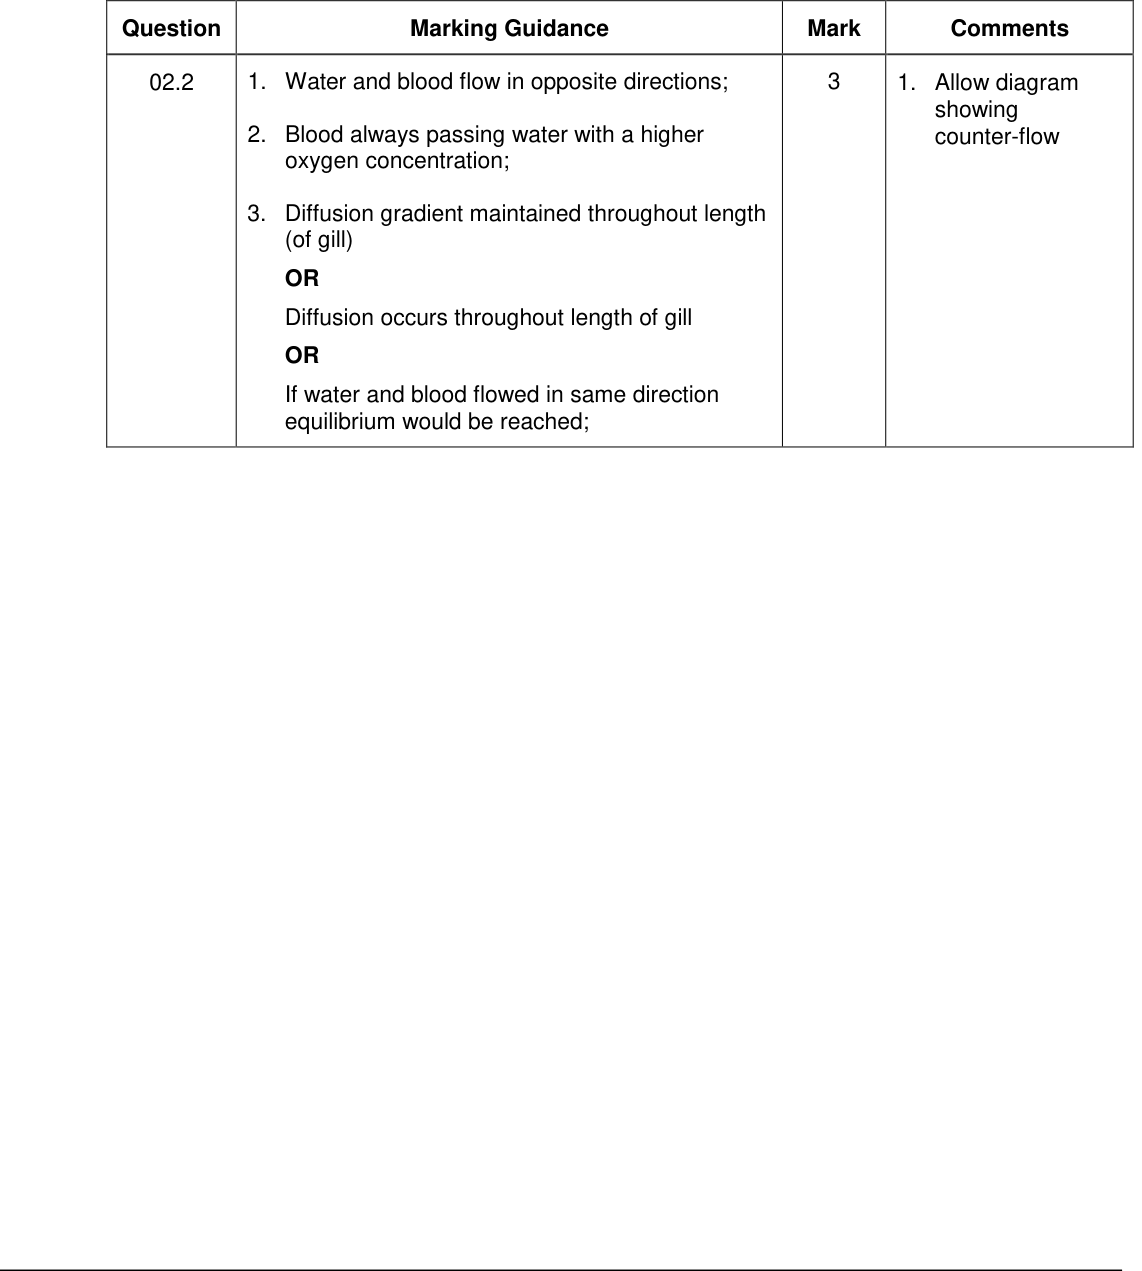 Question Marking Guidance Mark Comments
02.2
1. Water and blood flow in opposite directions;
2. Blood always passing water with a higher
oxygen concentration;
3. Diffusion gradient maintained throughout length
(of gill)
OR
Diffusion occurs throughout length of gill
OR
If water and blood flowed in same direction
equilibrium would be reached;
3
1. Allow diagram
showing
counter-flow